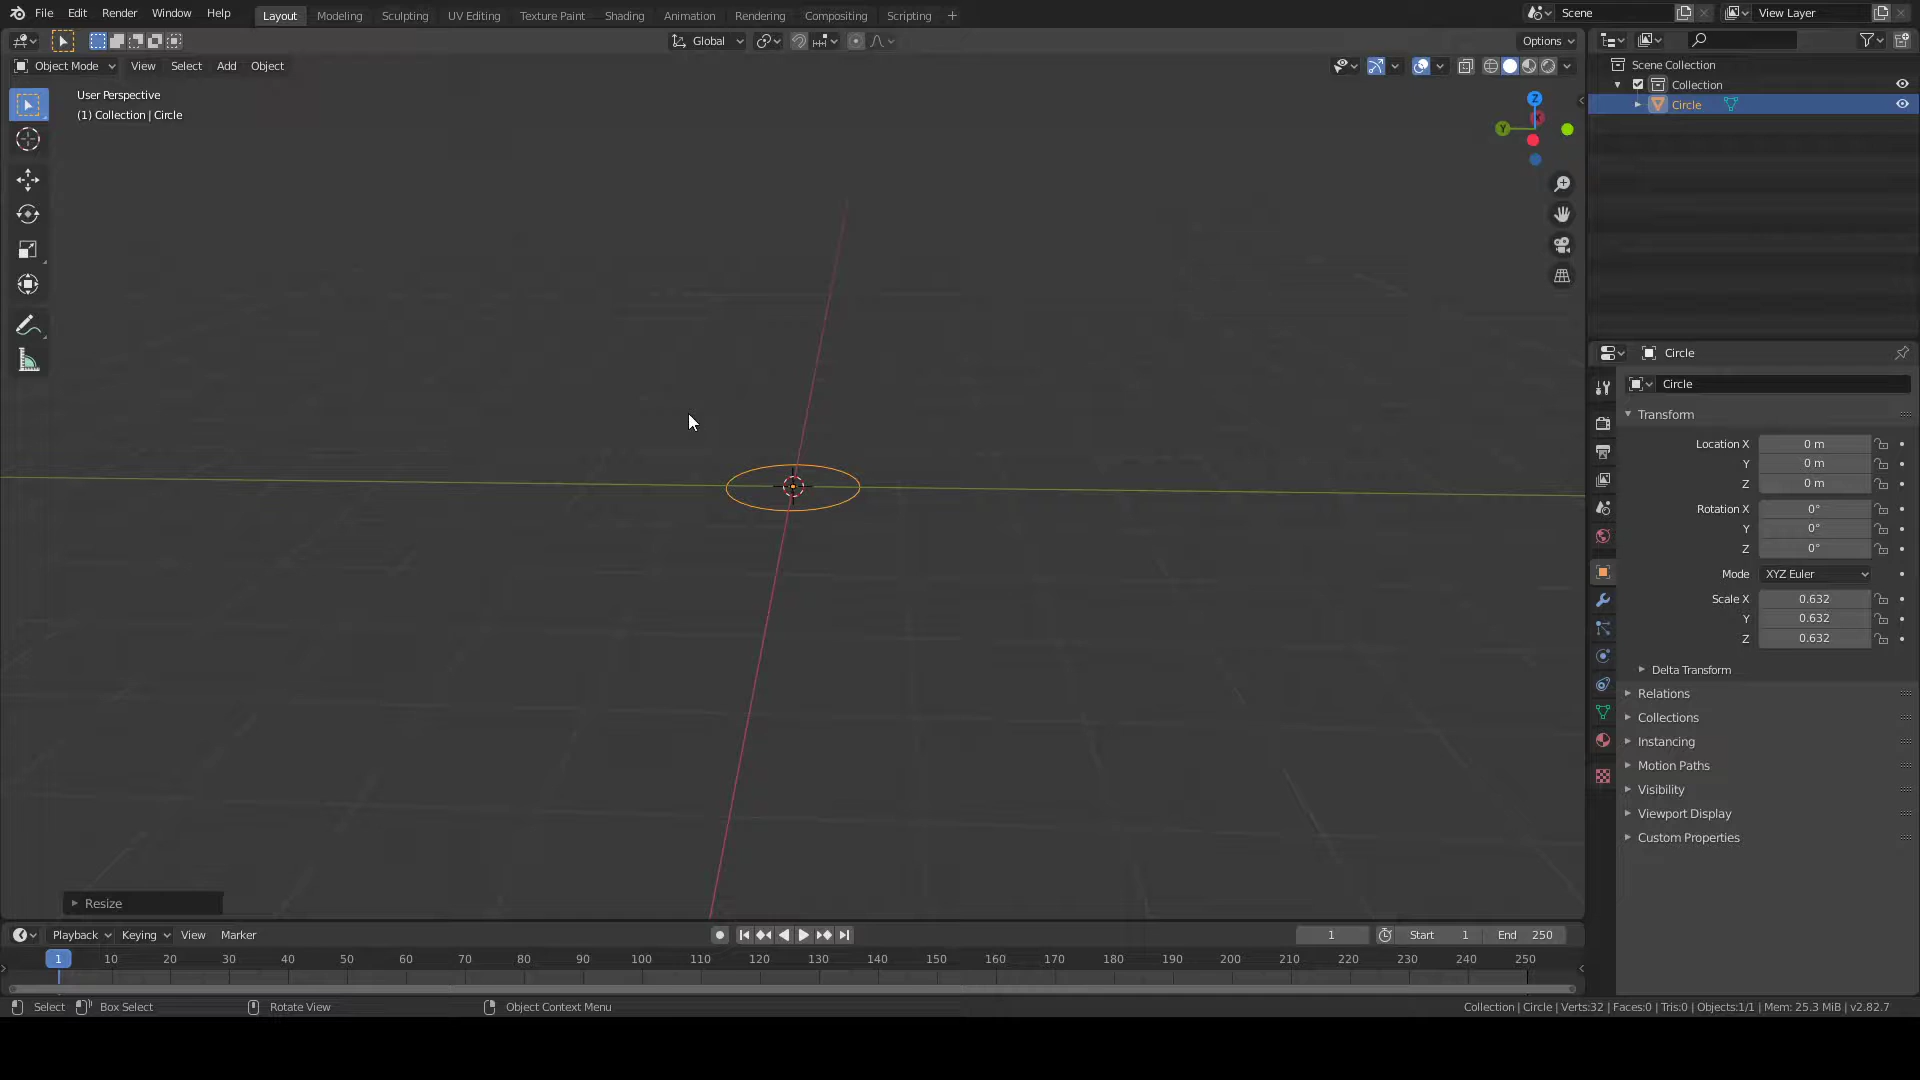 File Edit Render Window Help Layout Modeling Sculpting UV Editing Texture Paint Shading Animation Rendering Compositing Scripting + Scene View Layer
Global Options
Object Mode View Select Add Object
User Perspective
(1) Collection | Circle
Z
Y
Scene Collection
Collection
Circle
Circle
Circle
Transform
Location X 0 m
Y 0 m
Z 0 m
Rotation X 0°
Y 0°
Z 0°
Mode XYZ Euler
Scale X 0.632
Y 0.632
Z 0.632
Delta Transform
Relations
Collections
Instancing
Motion Paths
Visibility
Viewport Display
Custom Properties
Resize
Playback Keying View Marker 1 Start 1 End 250
1 10 20 30 40 50 60 70 80 90 100 110 120 130 140 150 160 170 180 190 200 210 220 230 240 250
Select Box Select Rotate View Object Context Menu Collection | Circle | Verts:32 | Faces:0 | Tris:0 | Objects:1/1 | Mem: 25.3 MiB | v2.82.7